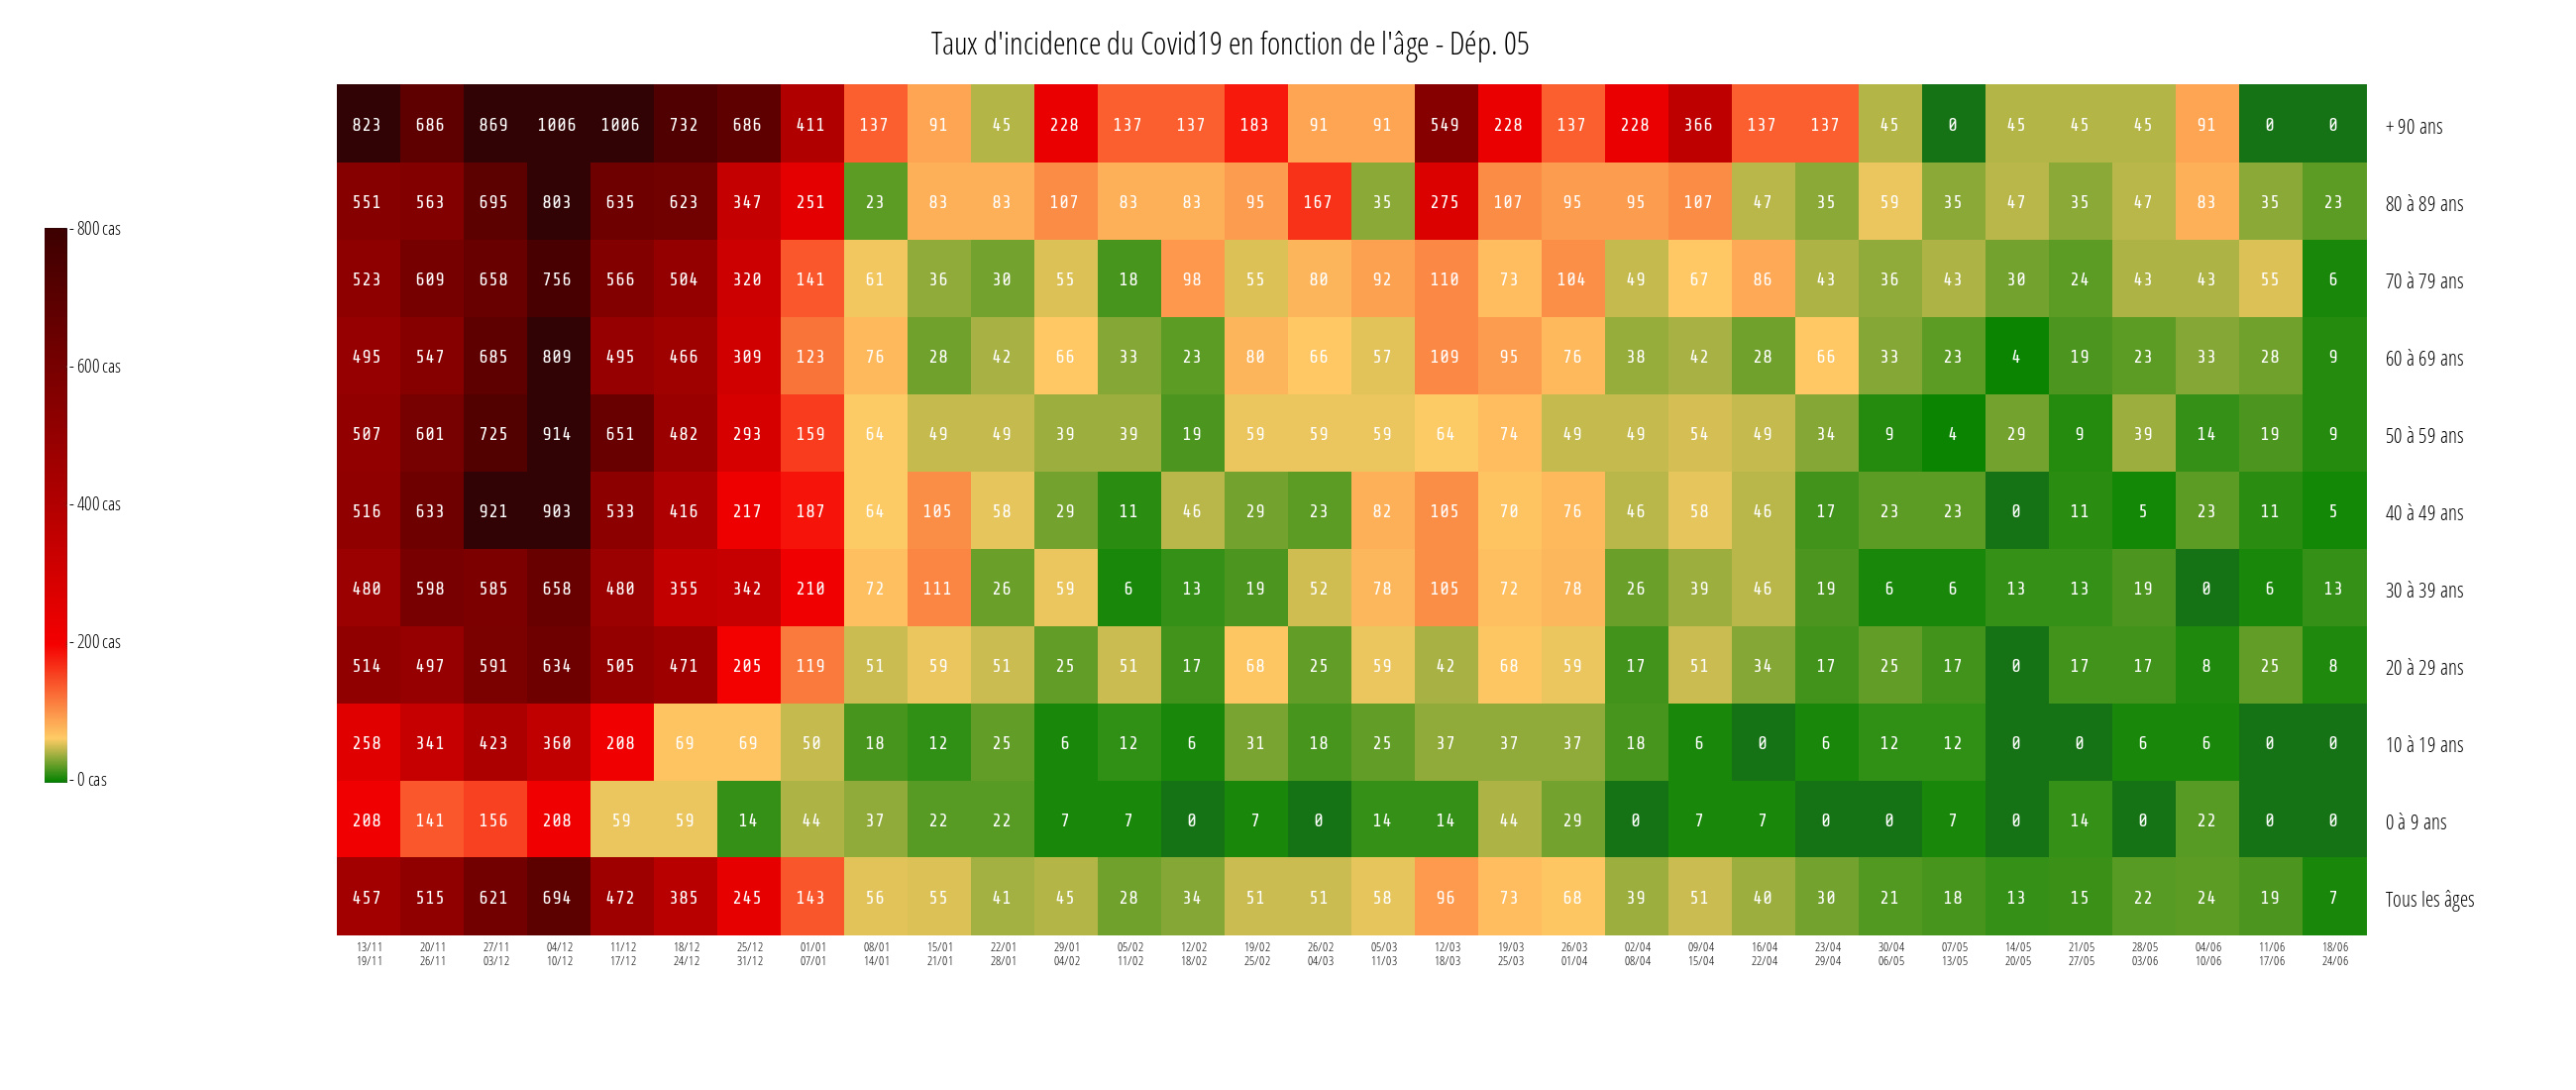 Taux d'incidence du Covid19 en fonction de l'âge - Dép. 05
- 800 cas
- 600 cas
- 400 cas
- 200 cas
- 0 cas
823 686 869 1006 1006 732 686 411 137 91 45 228 137 137 183 91 91 549 228 137 228 366 137 137 45 0 45 45 45 91 0 0 + 90 ans
551 563 695 803 635 623 347 251 23 83 83 107 83 83 95 167 35 275 107 95 95 107 47 35 59 35 47 35 47 83 35 23 80 à 89 ans
523 609 658 756 566 504 320 141 61 36 30 55 18 98 55 80 92 110 73 104 49 67 86 43 36 43 30 24 43 43 55 6 70 à 79 ans
495 547 685 809 495 466 309 123 76 28 42 66 33 23 80 66 57 109 95 76 38 42 28 66 33 23 4 19 23 33 28 9 60 à 69 ans
507 601 725 914 651 482 293 159 64 49 49 39 39 19 59 59 59 64 74 49 49 54 49 34 9 4 29 9 39 14 19 9 50 à 59 ans
516 633 921 903 533 416 217 187 64 105 58 29 11 46 29 23 82 105 70 76 46 58 46 17 23 23 0 11 5 23 11 5 40 à 49 ans
480 598 585 658 480 355 342 210 72 111 26 59 6 13 19 52 78 105 72 78 26 39 46 19 6 6 13 13 19 0 6 13 30 à 39 ans
514 497 591 634 505 471 205 119 51 59 51 25 51 17 68 25 59 42 68 59 17 51 34 17 25 17 0 17 17 8 25 8 20 à 29 ans
258 341 423 360 208 69 69 50 18 12 25 6 12 6 31 18 25 37 37 37 18 6 0 6 12 12 0 0 6 6 0 0 10 à 19 ans
208 141 156 208 59 59 14 44 37 22 22 7 7 0 7 0 14 14 44 29 0 7 7 0 0 7 0 14 0 22 0 0 0 à 9 ans
457 515 621 694 472 385 245 143 56 55 41 45 28 34 51 51 58 96 73 68 39 51 40 30 21 18 13 15 22 24 19 7 Tous les âges
13/11 20/11 27/11 04/12 11/12 18/12 25/12 01/01 08/01 15/01 22/01 29/01 05/02 12/02 19/02 26/02 05/03 12/03 19/03 26/03 02/04 09/04 16/04 23/04 30/04 07/05 14/05 21/05 28/05 04/06 11/06 18/06
19/11 26/11 03/12 10/12 17/12 24/12 31/12 07/01 14/01 21/01 28/01 04/02 11/02 18/02 25/02 04/03 11/03 18/03 25/03 01/04 08/04 15/04 22/04 29/04 06/05 13/05 20/05 27/05 03/06 10/06 17/06 24/06